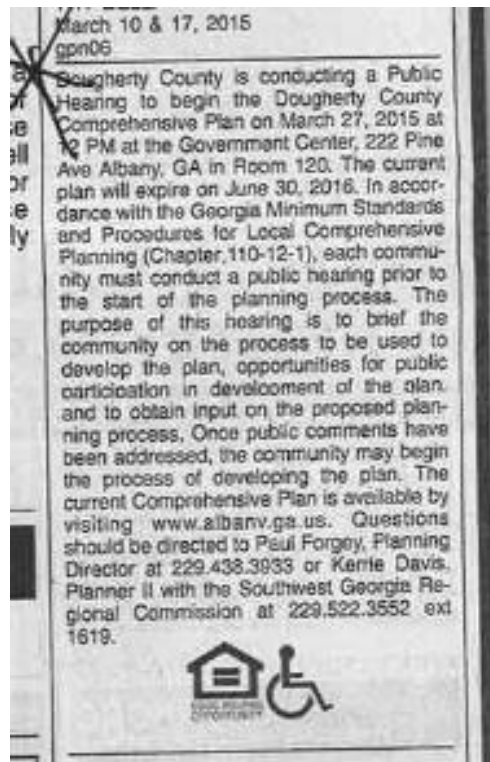 March 10 & 17, 2015
gpn06
Dougherty County is conducting a Public
Hearing to begin the Dougherty County
Comprehensive Plan on March 27, 2015 at
12 PM at the Government Center, 222 Pine
Ave Albany, GA in Room 120. The current
plan will expire on June 30, 2016. In accor-
dance with the Georgia Minimum Standards
and Procedures for Local Comprehensive
Planning (Chapter 110-12-1), each commu-
nity must conduct a public hearing prior to
the start of the planning process. The
purpose of this hearing is to brief the
community on the process to be used to
develop the plan, opportunities for public
participation in development of the plan,
and to obtain input on the proposed plan-
ning process. Once public comments have
been addressed, the community may begin
the process of developing the plan. The
current Comprehensive Plan is available by
visiting www.albany.ga.us. Questions
should be directed to Paul Forgey, Planning
Director at 229.438.3933 or Kerrie Davis,
Planner II with the Southwest Georgia Re-
gional Commission at 229.522.3552 ext
1619.
EQUAL HOUSING
OPPORTUNITY